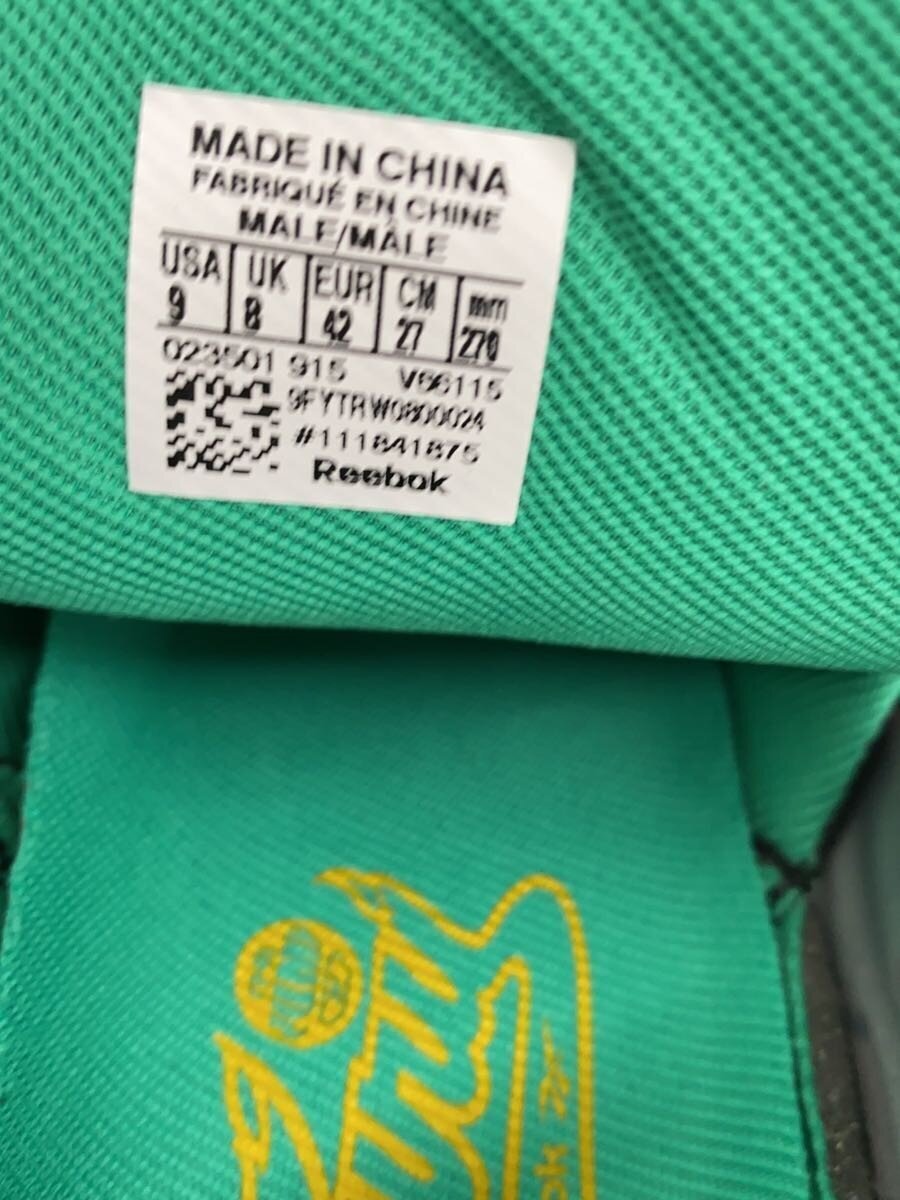 MADE IN CHINA
FABRIQUÉ EN CHINE
MALE/MÂLE
USA UK EUR CM mm
9 8 42 27 270
023501 915 V66115
9FYTRW0800024
#111841875
Reebok